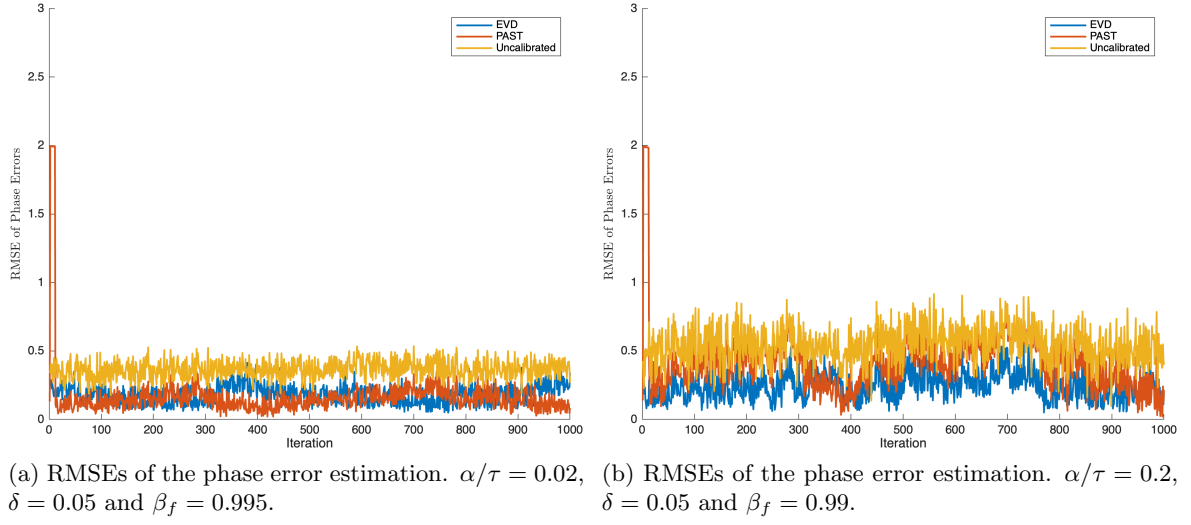 3
2.5
2
1.5
1
0.5
0
RMSE of Phase Errors
EVD
PAST
Uncalibrated
0 100 200 300 400 500 600 700 800 900 1000
Iteration
(a) RMSEs of the phase error estimation. α/τ = 0.02,
δ = 0.05 and β_f = 0.995.
3
2.5
2
1.5
1
0.5
0
RMSE of Phase Errors
EVD
PAST
Uncalibrated
0 100 200 300 400 500 600 700 800 900 1000
Iteration
(b) RMSEs of the phase error estimation. α/τ = 0.2,
δ = 0.05 and β_f = 0.99.